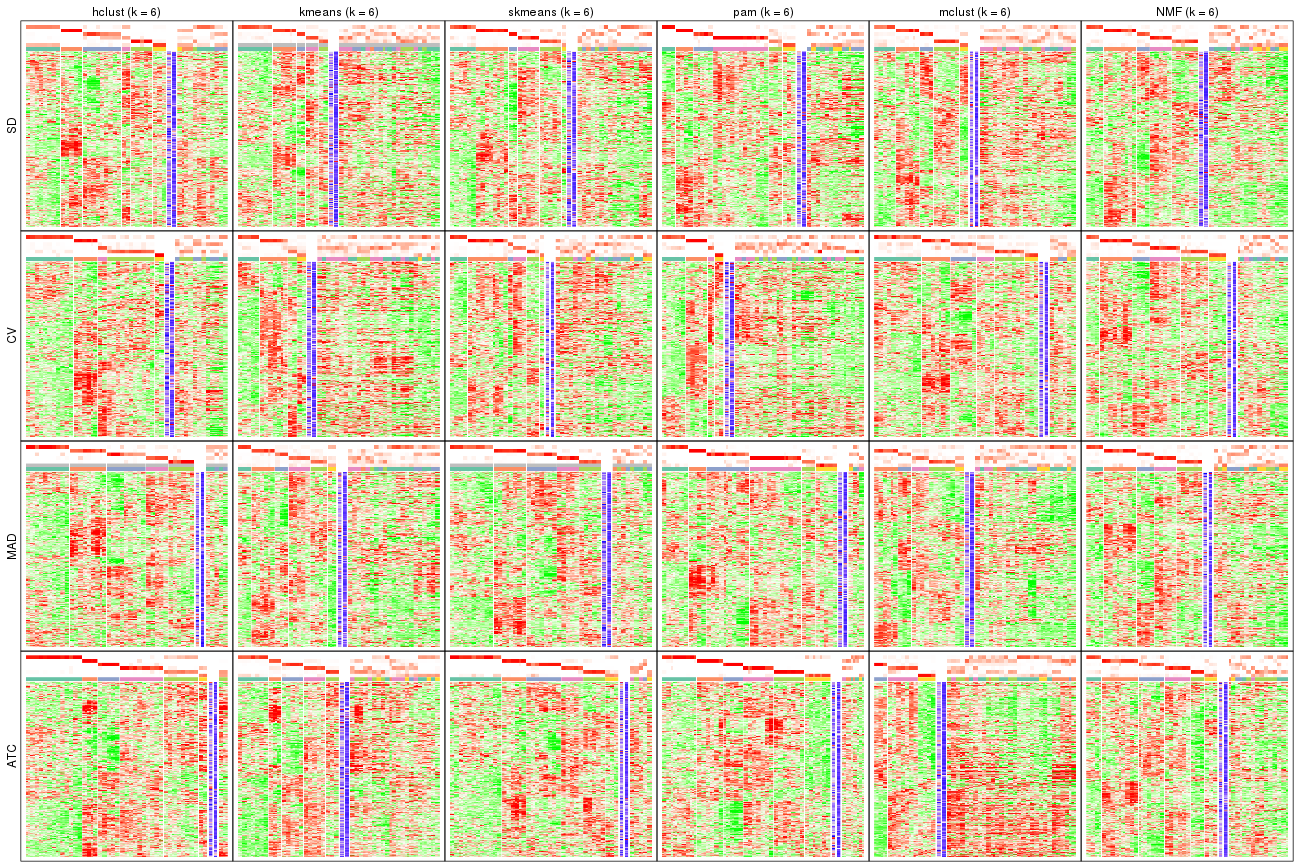 hclust (k = 6) kmeans (k = 6) skmeans (k = 6) pam (k = 6) mclust (k = 6) NMF (k = 6)
SD
CV
MAD
ATC